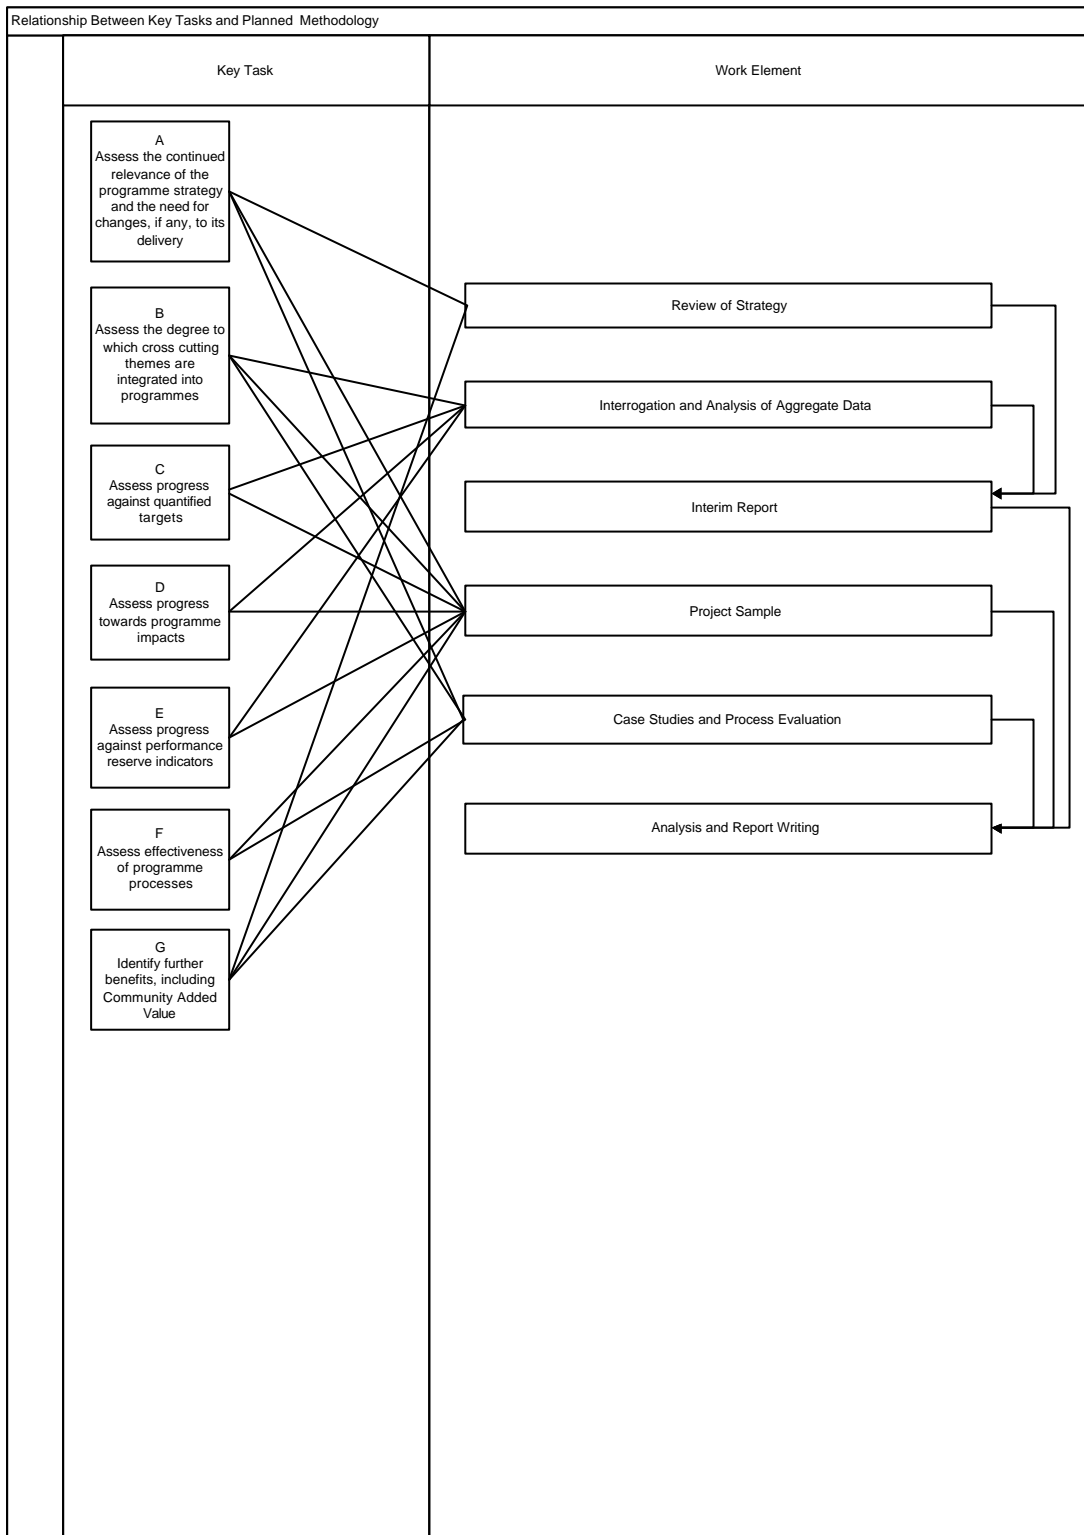 Relationship Between Key Tasks and Planned Methodology
Key Task
Work Element
A
Assess the continued
relevance of the
programme strategy
and the need for
changes, if any, to its
delivery
B
Assess the degree to
which cross cutting
themes are
integrated into
programmes
C
Assess progress
against quantified
targets
D
Assess progress
towards programme
impacts
E
Assess progress
against performance
reserve indicators
F
Assess effectiveness
of programme
processes
G
Identify further
benefits, including
Community Added
Value
Review of Strategy
Interrogation and Analysis of Aggregate Data
Interim Report
Project Sample
Case Studies and Process Evaluation
Analysis and Report Writing